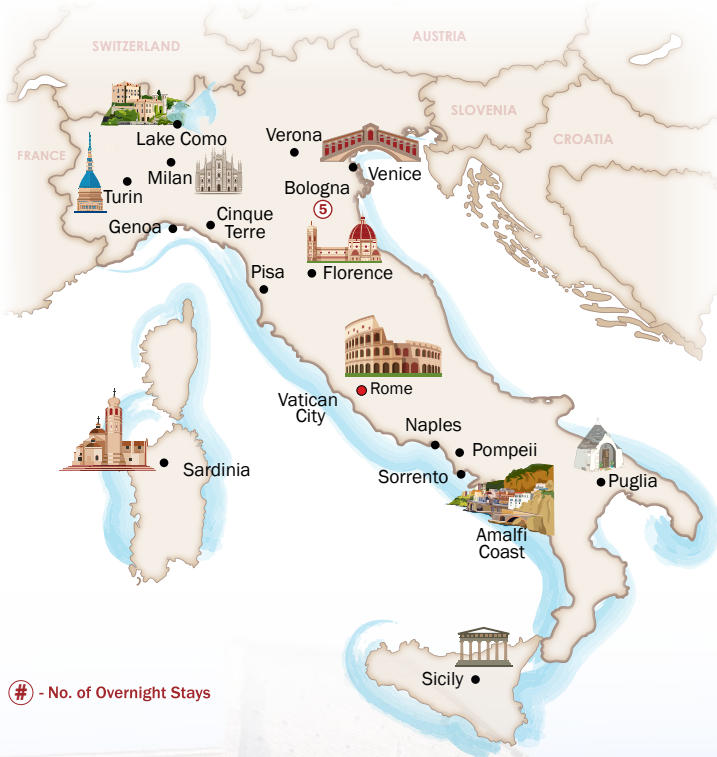 AUSTRIA
SWITZERLAND
SLOVENIA
CROATIA
FRANCE
Lake Como
Verona
Milan
Venice
Bologna
5
Turin
Genoa
Cinque
Terre
Pisa
Florence
Rome
Vatican
City
Naples
Pompeii
Sorrento
Sardinia
Puglia
Amalfi
Coast
Sicily
# - No. of Overnight Stays